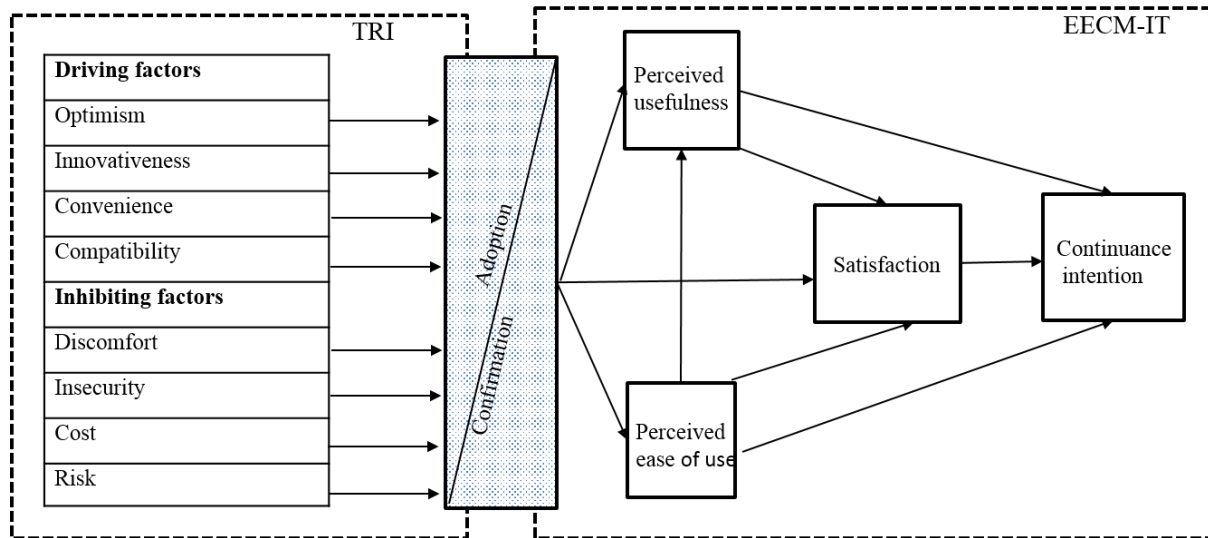 TRI
EECM-IT
Driving factors
Optimism
Innovativeness
Convenience
Compatibility
Inhibiting factors
Discomfort
Insecurity
Cost
Risk
Adoption
Confirmation
Perceived
usefulness
Satisfaction
Continuance
intention
Perceived
ease of use